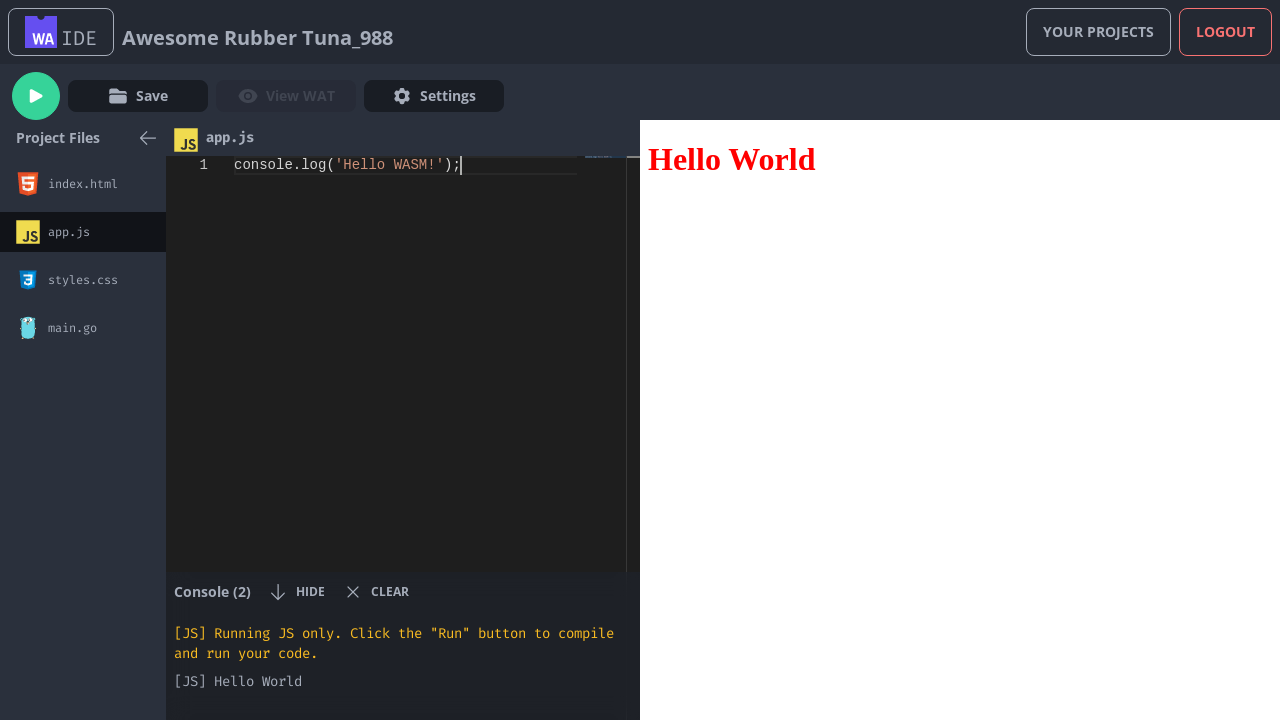 WA IDE
Awesome Rubber Tuna_988
YOUR PROJECTS
LOGOUT
Save
View WAT
Settings
Project Files
index.html
app.js
styles.css
main.go
JS app.js
1 console.log('Hello WASM!');
Console (2)
HIDE
CLEAR
[JS] Running JS only. Click the "Run" button to compile
and run your code.
[JS] Hello World
Hello World